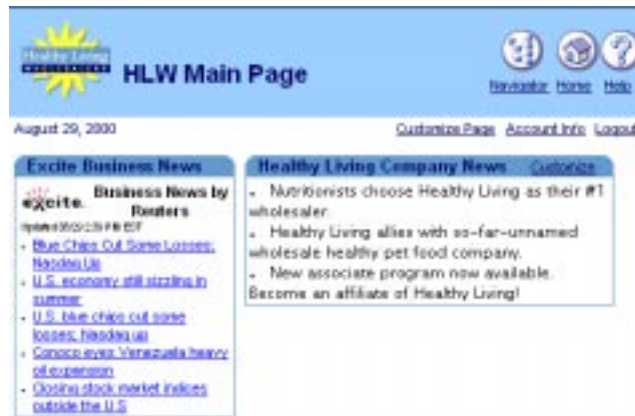 Healthy Living
WHOLESALERS
HLW Main Page
Navigator Home Help
August 29, 2000
Customize Page Account Info Logout
Excite Business News
excite. Business News by
Reuters
PM EDT
Blue Chips Cut Some Losses;
Nasdaq Up
U.S. economy still sizzling in
summer
U.S. blue chips cut some
losses; Nasdaq up
Conoco eyes Venezuela heavy
oil expansion
Closing stock market indices
outside the U.S
Healthy Living Company News Customize
. Nutritionists choose Healthy Living as their #1
wholesaler.
. Healthy Living allies with so-far-unnamed
wholesale healthy pet food company.
. New associate program now available.
Become an affiliate of Healthy Living!